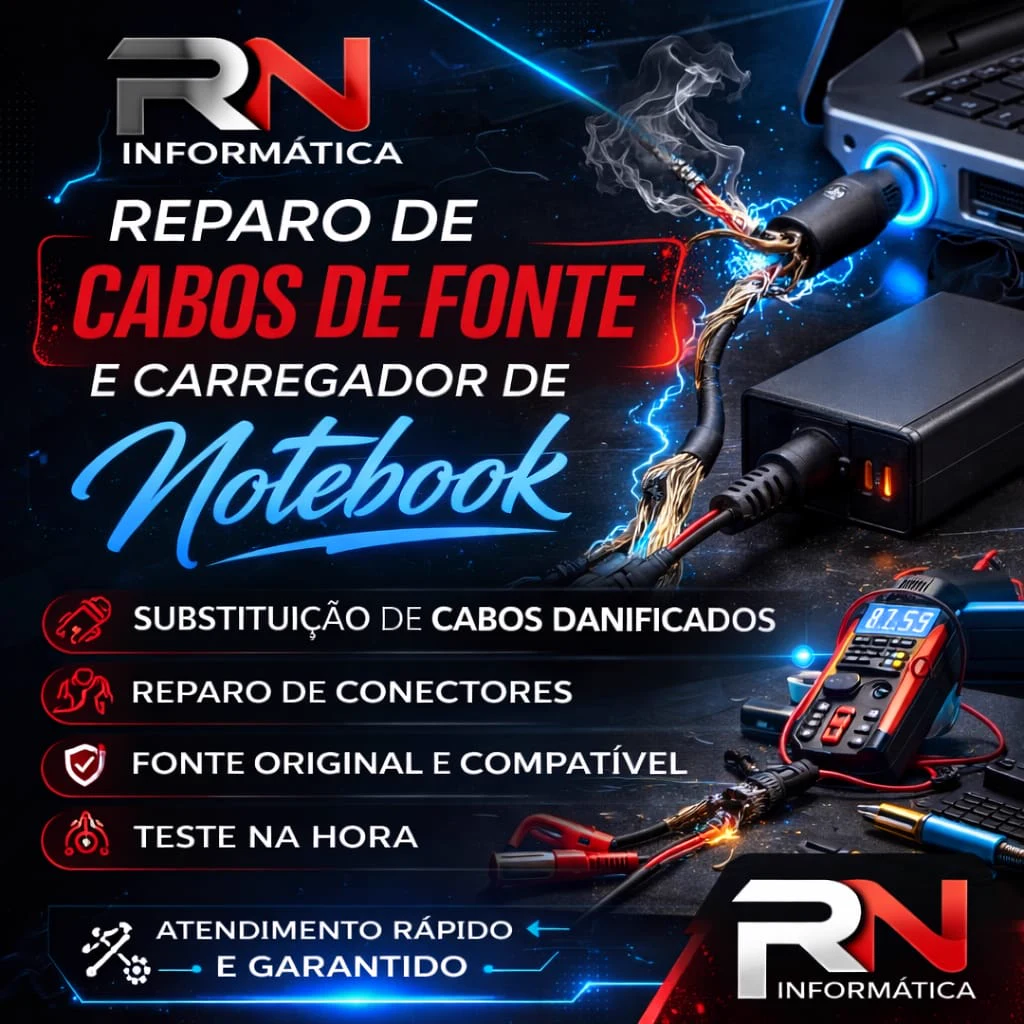 RN
INFORMÁTICA
REPARO DE
CABOS DE FONTE
E CARREGADOR DE
Notebook
SUBSTITUIÇÃO DE CABOS DANIFICADOS
REPARO DE CONECTORES
FONTE ORIGINAL E COMPATÍVEL
TESTE NA HORA
ATENDIMENTO RÁPIDO
E GARANTIDO
RN
INFORMÁTICA